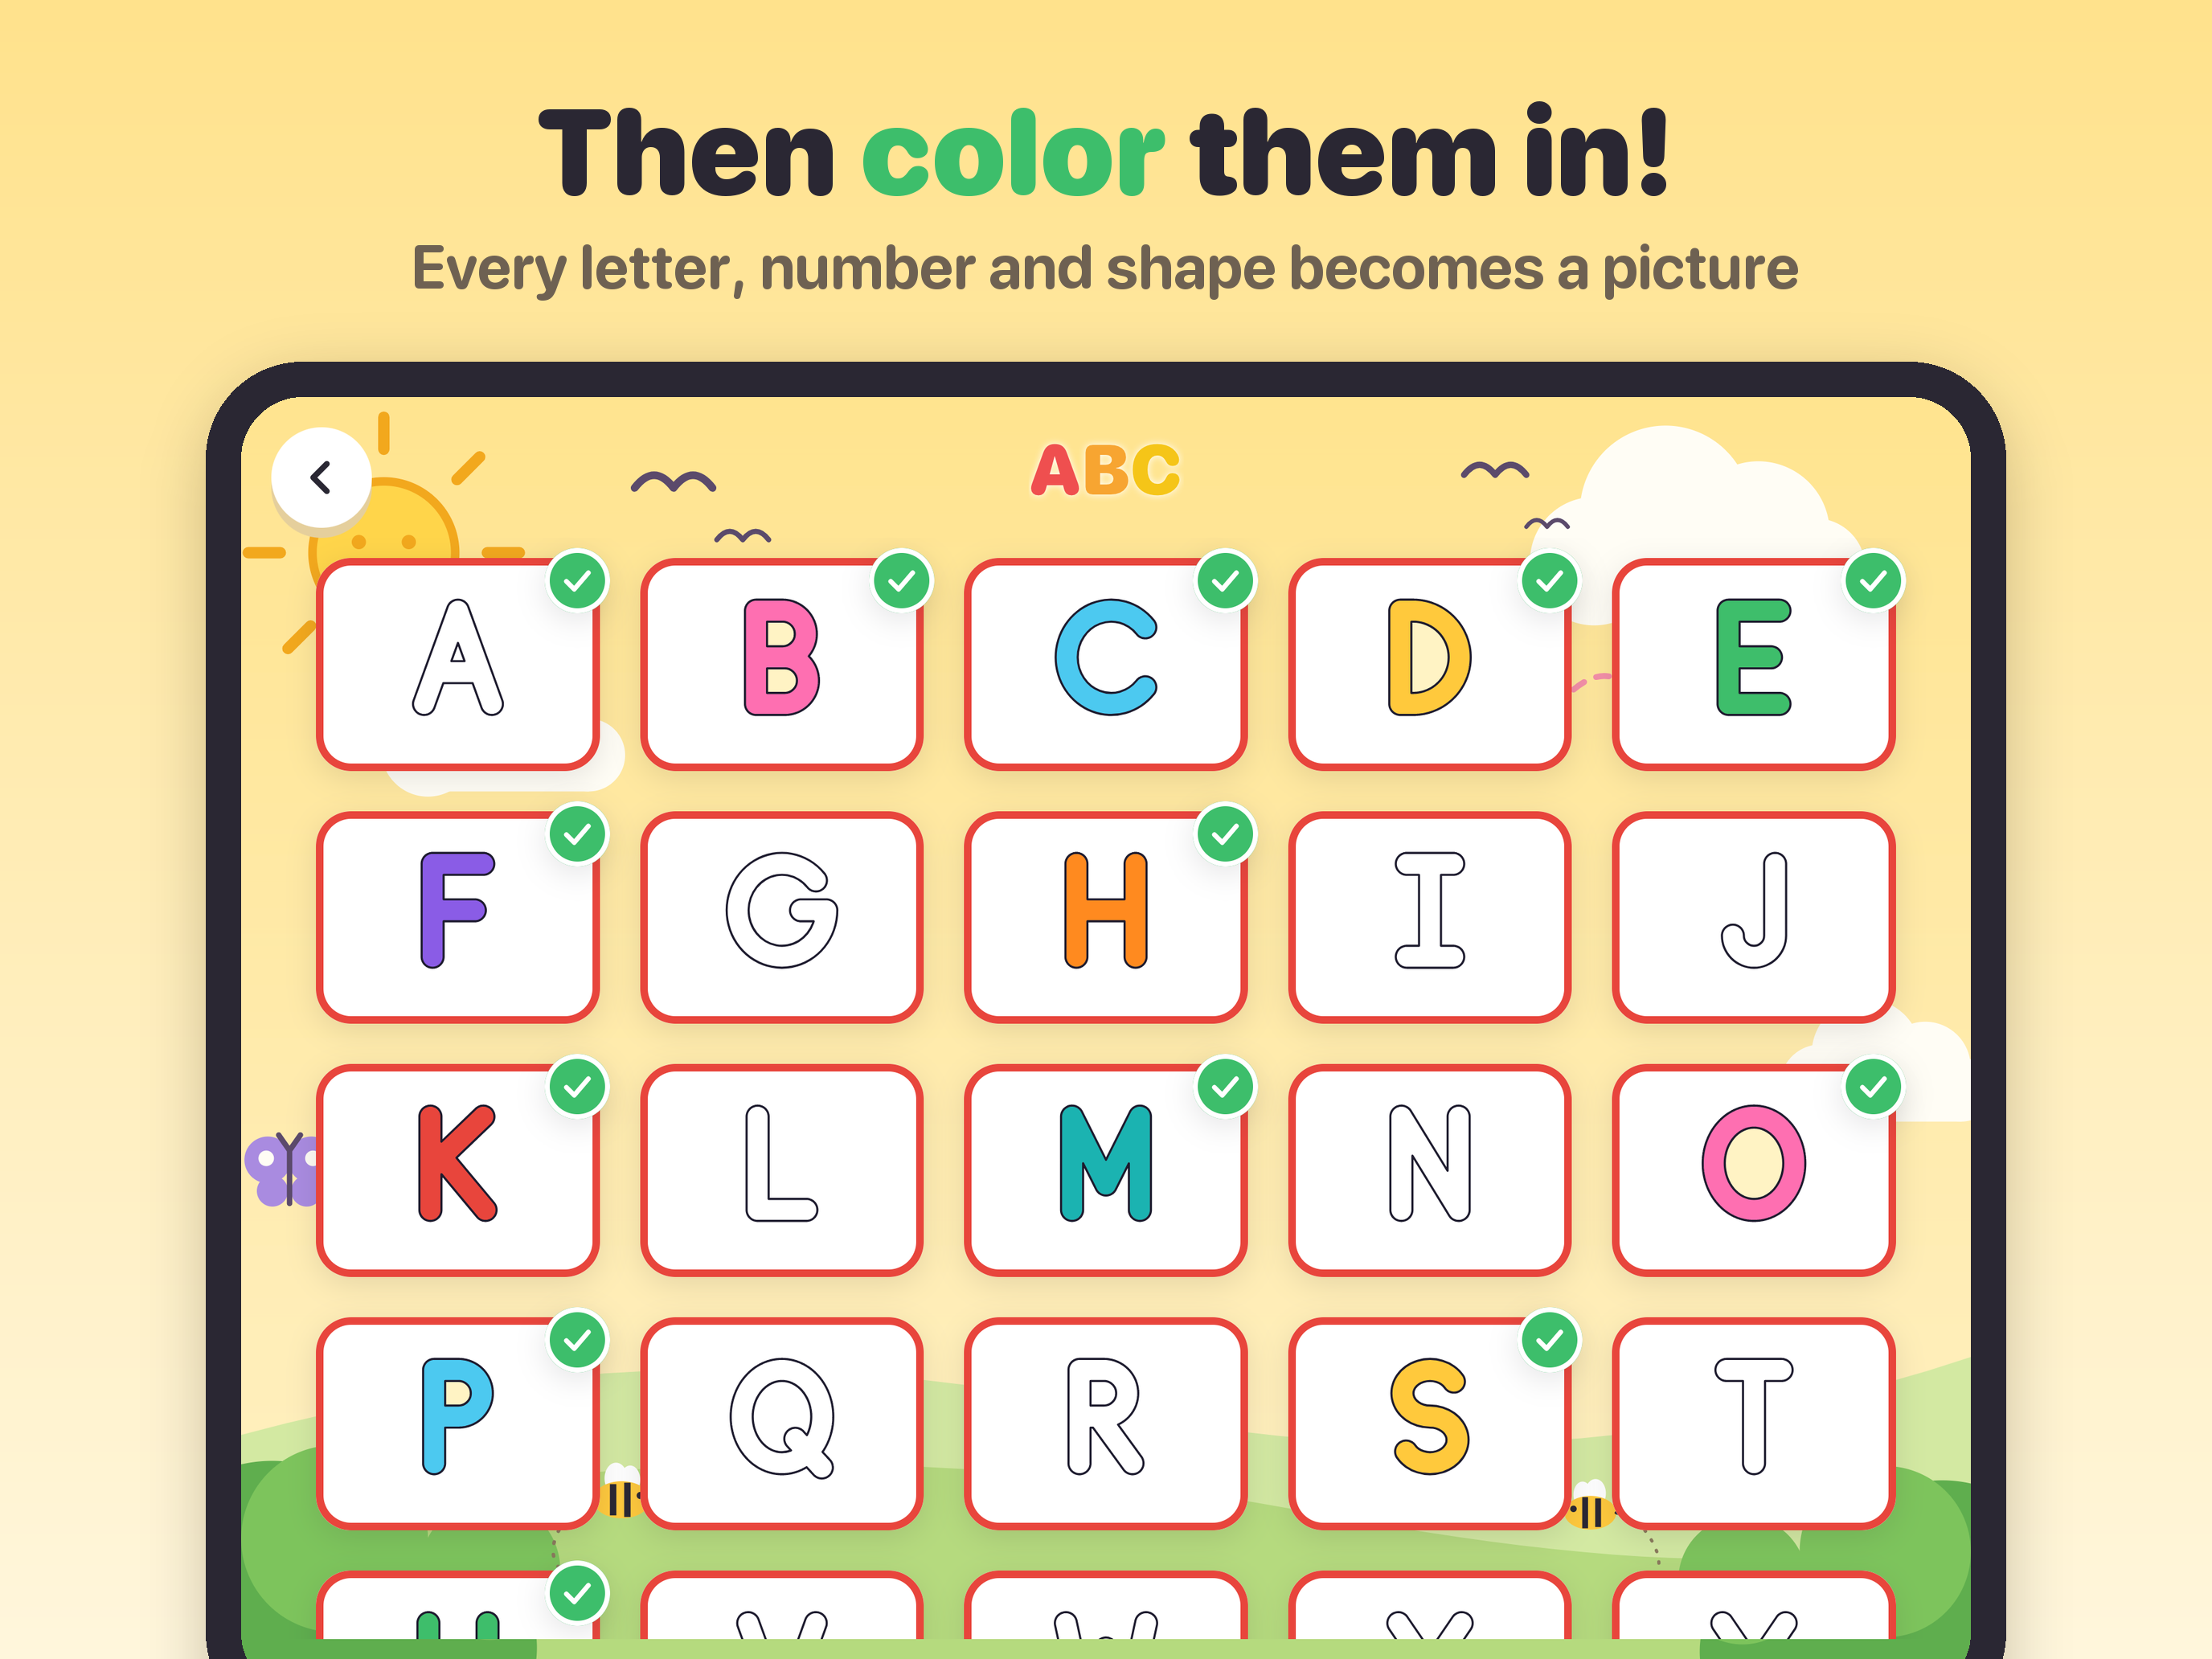 Then color them in!
Every letter, number and shape becomes a picture
ABC
A B C D E
F G H I J
K L M N O
P Q R S T